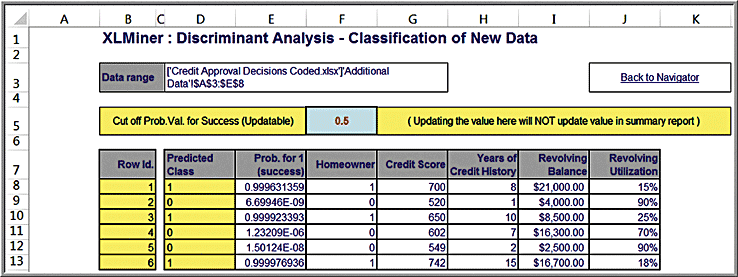 A B C D E F G H I J K
1 XLMiner : Discriminant Analysis - Classification of New Data
2
3 Data range ['Credit Approval Decisions Coded.xlsx']'Additional Data'!$A$3:$E$8 Back to Navigator
4
5 Cut off Prob.Val. for Success (Updatable) 0.5 ( Updating the value here will NOT update value in summary report )
6
7 Row Id. Predicted Class Prob. for 1 (success) Homeowner Credit Score Years of Credit History Revolving Balance Revolving Utilization
8 1 1 0.999631359 1 700 8 $21,000.00 15%
9 2 0 6.69946E-09 0 520 1 $4,000.00 90%
10 3 1 0.999923393 1 650 10 $8,500.00 25%
11 4 0 1.23209E-06 0 602 7 $16,300.00 70%
12 5 0 1.50124E-08 0 549 2 $2,500.00 90%
13 6 1 0.999976936 1 742 15 $16,700.00 18%